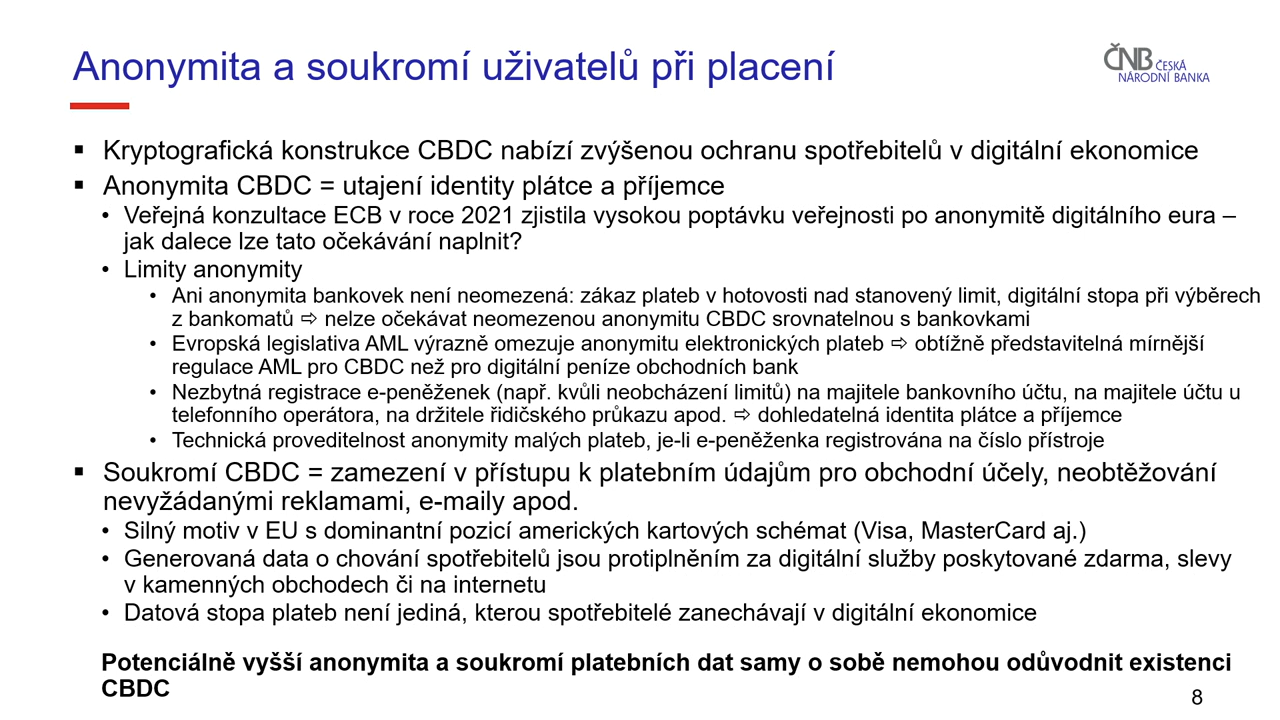 Anonymita a soukromí uživatelů při placení
ČNB ČESKÁ
NÁRODNÍ BANKA
▪ Kryptografická konstrukce CBDC nabízí zvýšenou ochranu spotřebitelů v digitální ekonomice
▪ Anonymita CBDC = utajení identity plátce a příjemce
• Veřejná konzultace ECB v roce 2021 zjistila vysokou poptávku veřejnosti po anonymitě digitálního eura –
jak dalece lze tato očekávání naplnit?
• Limity anonymity
• Ani anonymita bankovek není neomezená: zákaz plateb v hotovosti nad stanovený limit, digitální stopa při výběrech
z bankomatů ⇨ nelze očekávat neomezenou anonymitu CBDC srovnatelnou s bankovkami
• Evropská legislativa AML výrazně omezuje anonymitu elektronických plateb ⇨ obtížně představitelná mírnější
regulace AML pro CBDC než pro digitální peníze obchodních bank
• Nezbytná registrace e-peněženek (např. kvůli neobcházení limitů) na majitele bankovního účtu, na majitele účtu u
telefonního operátora, na držitele řidičského průkazu apod. ⇨ dohledatelná identita plátce a příjemce
• Technická proveditelnost anonymity malých plateb, je-li e-peněženka registrována na číslo přístroje
▪ Soukromí CBDC = zamezení v přístupu k platebním údajům pro obchodní účely, neobtěžování
nevyžádanými reklamami, e-maily apod.
• Silný motiv v EU s dominantní pozicí amerických kartových schémat (Visa, MasterCard aj.)
• Generovaná data o chování spotřebitelů jsou protiplněním za digitální služby poskytované zdarma, slevy
v kamenných obchodech či na internetu
• Datová stopa plateb není jediná, kterou spotřebitelé zanechávají v digitální ekonomice
Potenciálně vyšší anonymita a soukromí platebních dat samy o sobě nemohou odůvodnit existenci
CBDC
8